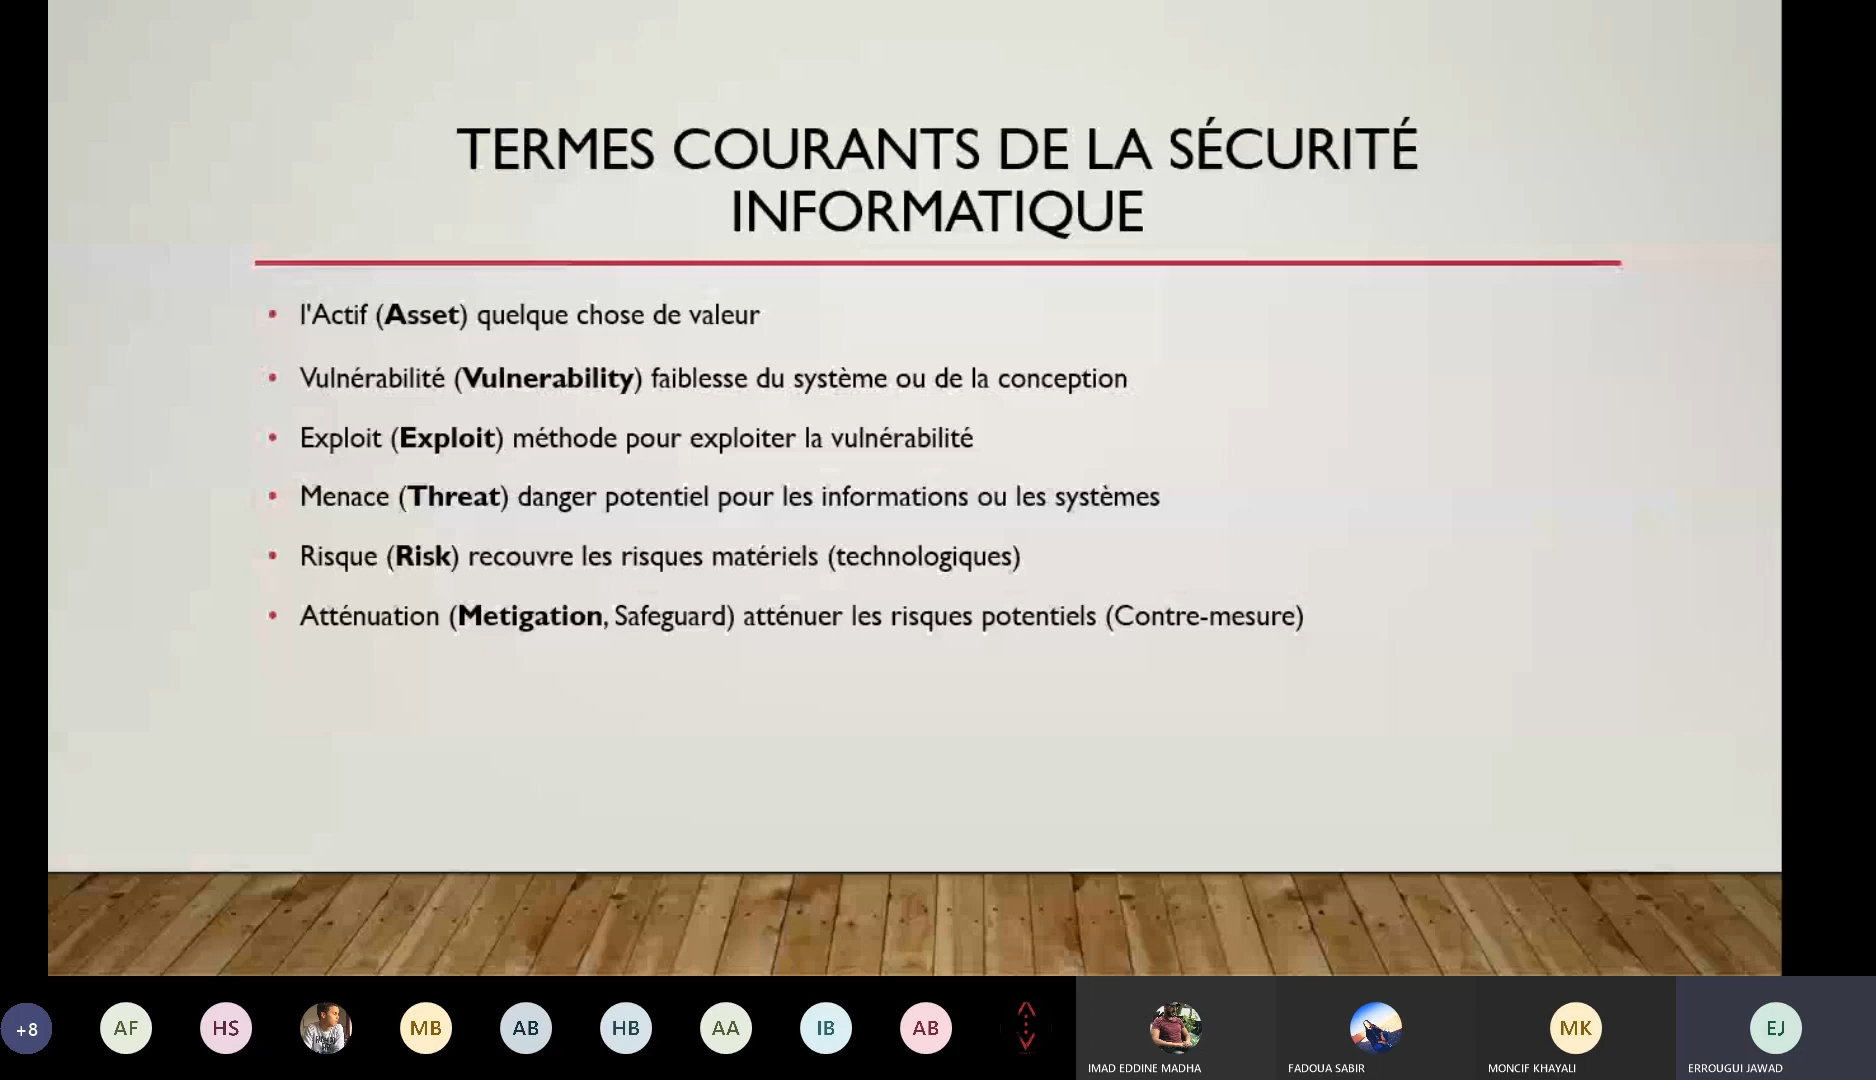 TERMES COURANTS DE LA SÉCURITÉ
INFORMATIQUE
• l'Actif (Asset) quelque chose de valeur
• Vulnérabilité (Vulnerability) faiblesse du système ou de la conception
• Exploit (Exploit) méthode pour exploiter la vulnérabilité
• Menace (Threat) danger potentiel pour les informations ou les systèmes
• Risque (Risk) recouvre les risques matériels (technologiques)
• Atténuation (Metigation, Safeguard) atténuer les risques potentiels (Contre-mesure)
+8 AF HS MB AB HB AA IB AB MK EJ
IMAD EDDINE MADHA FADOUA SABIR MONCIF KHAYALI ERROUGUI JAWAD